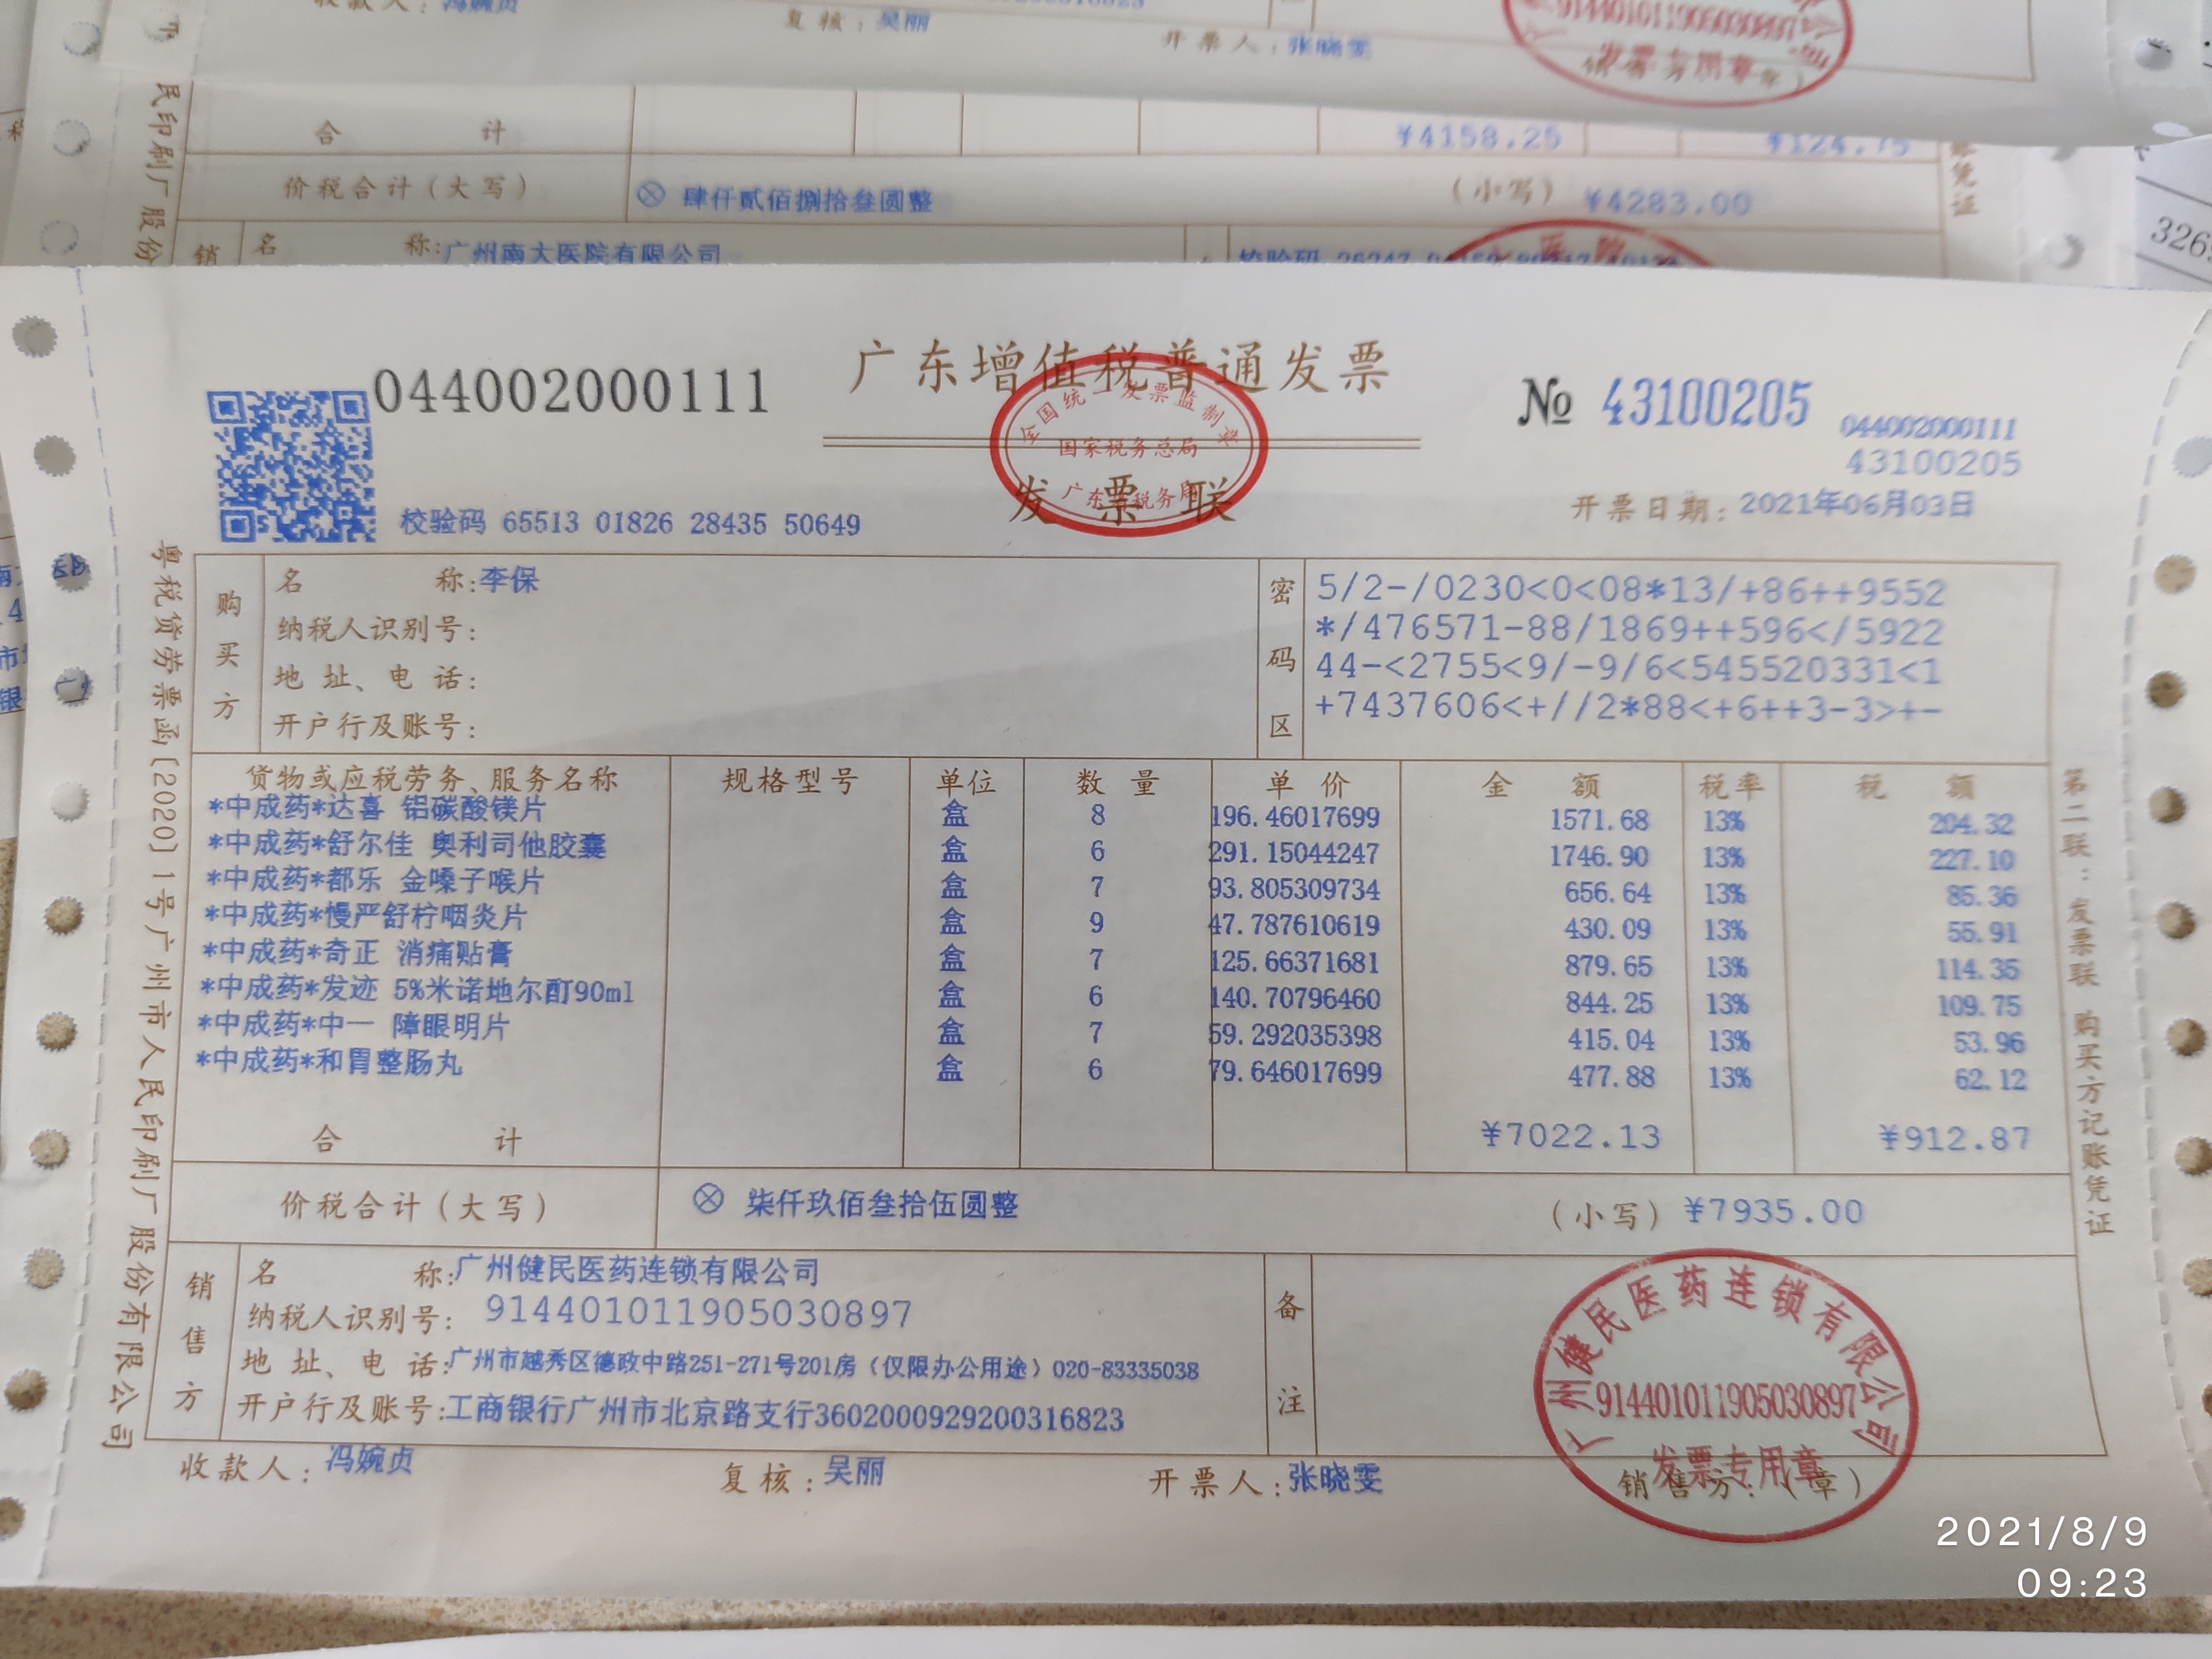 复核：吴丽
开票人：张晓雯
合 计 ¥4158.25 ¥124.75
价税合计(大写) ⊗ 肆仟贰佰捌拾叁圆整 (小写) ¥4283.00
销 名 称:广州南大医院有限公司
民印刷厂股份
广东增值税普通发票
044002000111
№ 43100205
044002000111
43100205
全国统一发票监制章
国家税务总局
广东省税务局
发票联
校验码 65513 01826 28435 50649
开票日期：2021年06月03日
购买方
名 称:李保
纳税人识别号：
地 址、电 话：
开户行及账号：
密码区
5/2-/0230<0<08*13/+86++9552
*/476571-88/1869++596</5922
44-<2755<9/-9/6<545520331<1
+7437606<+//2*88<+6++3-3>+-
货物或应税劳务、服务名称 规格型号 单位 数 量 单 价 金 额 税率 税 额
*中成药*达喜 铝碳酸镁片 盒 8 196.46017699 1571.68 13% 204.32
*中成药*舒尔佳 奥利司他胶囊 盒 6 291.15044247 1746.90 13% 227.10
*中成药*都乐 金嗓子喉片 盒 7 93.805309734 656.64 13% 85.36
*中成药*慢严舒柠咽炎片 盒 9 47.787610619 430.09 13% 55.91
*中成药*奇正 消痛贴膏 盒 7 125.66371681 879.65 13% 114.35
*中成药*发迹 5%米诺地尔酊90ml 盒 6 140.70796460 844.25 13% 109.75
*中成药*中一 障眼明片 盒 7 59.292035398 415.04 13% 53.96
*中成药*和胃整肠丸 盒 6 79.646017699 477.88 13% 62.12
合 计 ¥7022.13 ¥912.87
价税合计(大写) ⊗ 柒仟玖佰叁拾伍圆整 (小写) ¥7935.00
销售方
名 称:广州健民医药连锁有限公司
纳税人识别号： 914401011905030897
地 址、电 话:广州市越秀区德政中路251-271号201房（仅限办公用途）020-83335038
开户行及账号:工商银行广州市北京路支行3602000929200316823
备注
广州健民医药连锁有限公司
914401011905030897
发票专用章
收款人：冯婉贞 复核：吴丽 开票人：张晓雯 销售方：（章）
粤税贷劳票函[2020]1号广州市人民印刷厂股份有限公司
第二联：发票联 购买方记账凭证
2021/8/9
09:23